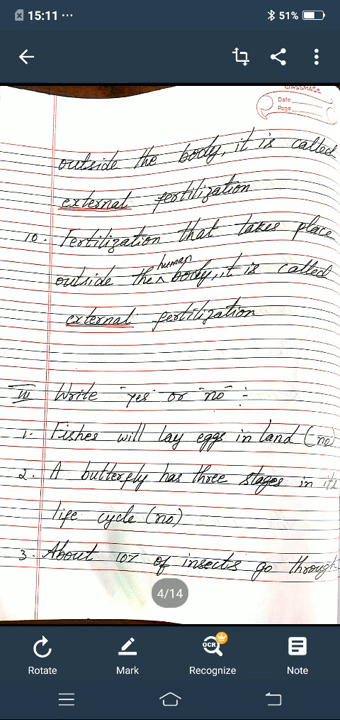 15:11 ...
51%
CLASSMATE
Date
Page
outside the body, it is called
external fertilization
10. Fertilization that takes place
outside the ^ human body, it is called
external fertilization
III Write "yes" or "no" :-
1. Fishes will lay eggs in land (no)
2. A butterfly has three stages in its
life cycle (no)
3. About 10% of insects go through
4/14
OCR
Rotate
Mark
Recognize
Note